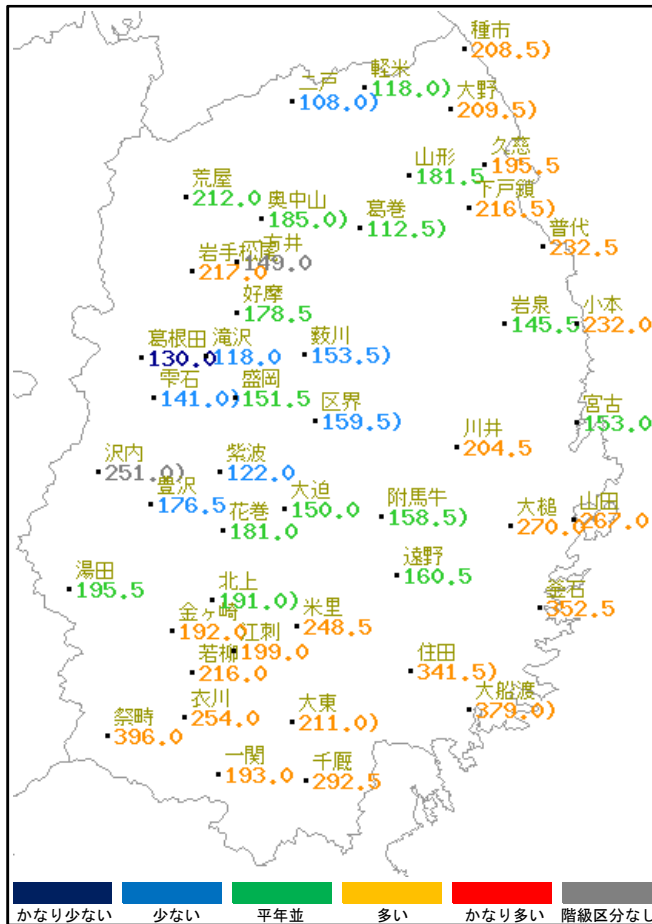 種市
208.5)
軽米
118.0)
二戸
108.0)
大野
209.5)
久慈
195.5
山形
181.5
下戸鎖
216.5)
荒屋
212.0
奥中山
185.0)
葛巻
112.5)
普代
232.5
一方井
149.0
岩手松尾
217.0
好摩
178.5
岩泉
145.5
小本
232.0
葛根田
130.0
滝沢
118.0
薮川
153.5)
雫石
141.0)
盛岡
151.5
区界
159.5)
宮古
153.0
川井
204.5
沢内
251.0)
紫波
122.0
豊沢
176.5
花巻
181.0
大迫
150.0
附馬牛
158.5)
大槌
270.0
山田
267.0
湯田
195.5
遠野
160.5
北上
191.0)
釜石
352.5
金ヶ崎
192.0
米里
248.5
江刺
199.0
若柳
216.0
住田
341.5)
大船渡
379.0)
衣川
254.0
大東
211.0)
祭畤
396.0
一関
193.0
千厩
292.5
かなり少ない 少ない 平年並 多い かなり多い 階級区分なし